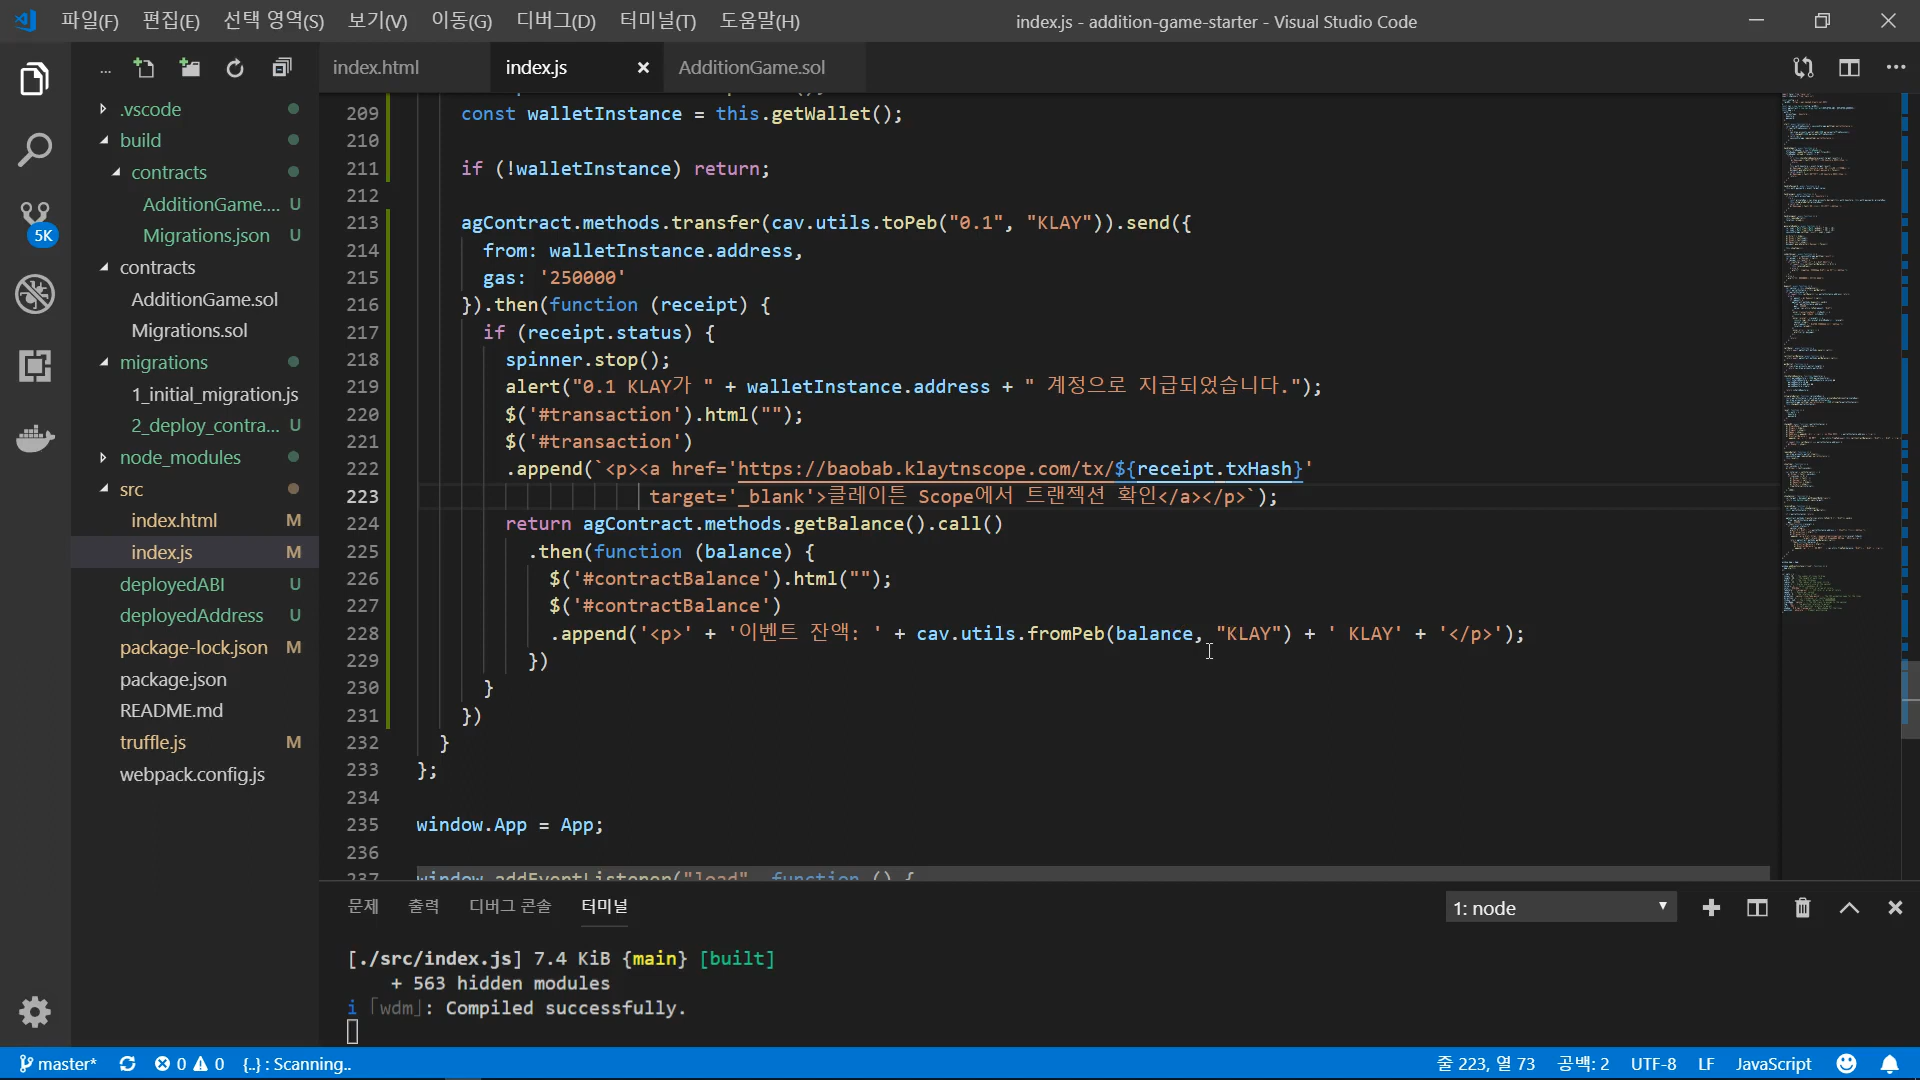 파일(F) 편집(E) 선택 영역(S) 보기(V) 이동(G) 디버그(D) 터미널(T) 도움말(H)
index.js - addition-game-starter - Visual Studio Code
index.html
index.js
AdditionGame.sol
5K
.vscode
build
contracts
AdditionGame.... U
Migrations.json U
contracts
AdditionGame.sol
Migrations.sol
migrations
1_initial_migration.js
2_deploy_contra... U
node_modules
src
index.html M
index.js M
deployedABI U
deployedAddress U
package-lock.json M
package.json
README.md
truffle.js M
webpack.config.js
209 const walletInstance = this.getWallet();
210
211 if (!walletInstance) return;
212
213 agContract.methods.transfer(cav.utils.toPeb("0.1", "KLAY")).send({
214 from: walletInstance.address,
215 gas: '250000'
216 }).then(function (receipt) {
217 if (receipt.status) {
218 spinner.stop();
219 alert("0.1 KLAY가 " + walletInstance.address + " 계정으로 지급되었습니다.");
220 $('#transaction').html("");
221 $('#transaction')
222 .append(`<p><a href='https://baobab.klaytnscope.com/tx/${receipt.txHash}'
223 target='_blank'>클레이튼 Scope에서 트랜젝션 확인</a></p>`);
224 return agContract.methods.getBalance().call()
225 .then(function (balance) {
226 $('#contractBalance').html("");
227 $('#contractBalance')
228 .append('<p>' + '이벤트 잔액: ' + cav.utils.fromPeb(balance, "KLAY") + ' KLAY' + '</p>');
229 })
230 }
231 })
232 }
233 };
234
235 window.App = App;
236
237 window.addEventListener("load", function () {
문제 출력 디버그 콘솔 터미널
1: node
[./src/index.js] 7.4 KiB {main} [built]
+ 563 hidden modules
i ｢wdm｣: Compiled successfully.
master* 0 0 {..} : Scanning..
줄 223, 열 73 공백: 2 UTF-8 LF JavaScript